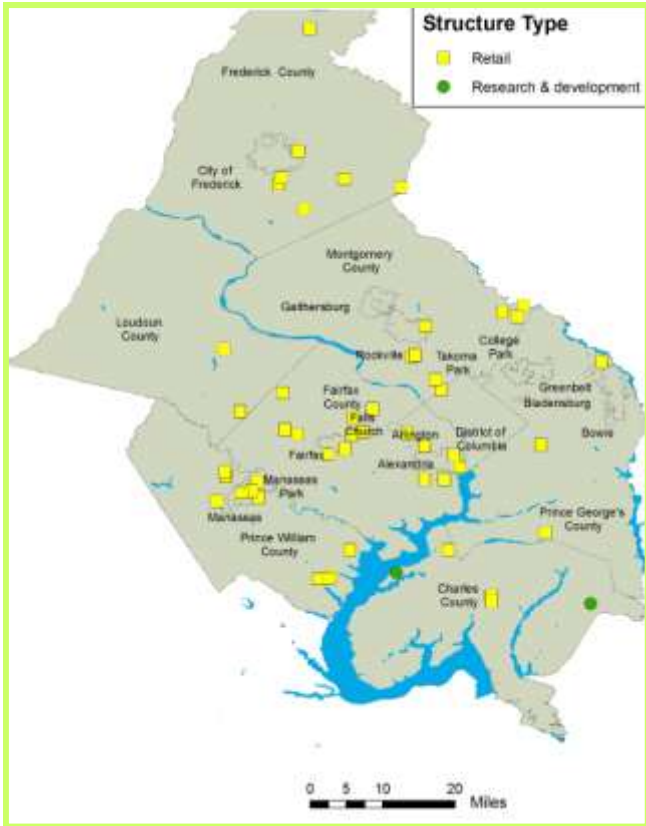 Structure Type
Retail
Research & development
Frederick County
City of
Frederick
Montgomery
County
Gaithersburg
Loudoun
County
Rockville
Takoma
Park
College
Park
Greenbelt
Bladensburg
Bowie
Fairfax
County
Falls
Church
Arlington
District of
Columbia
Fairfax
Alexandria
Manassas
Park
Manassas
Prince George's
County
Prince William
County
Charles
County
0 5 10 20
Miles